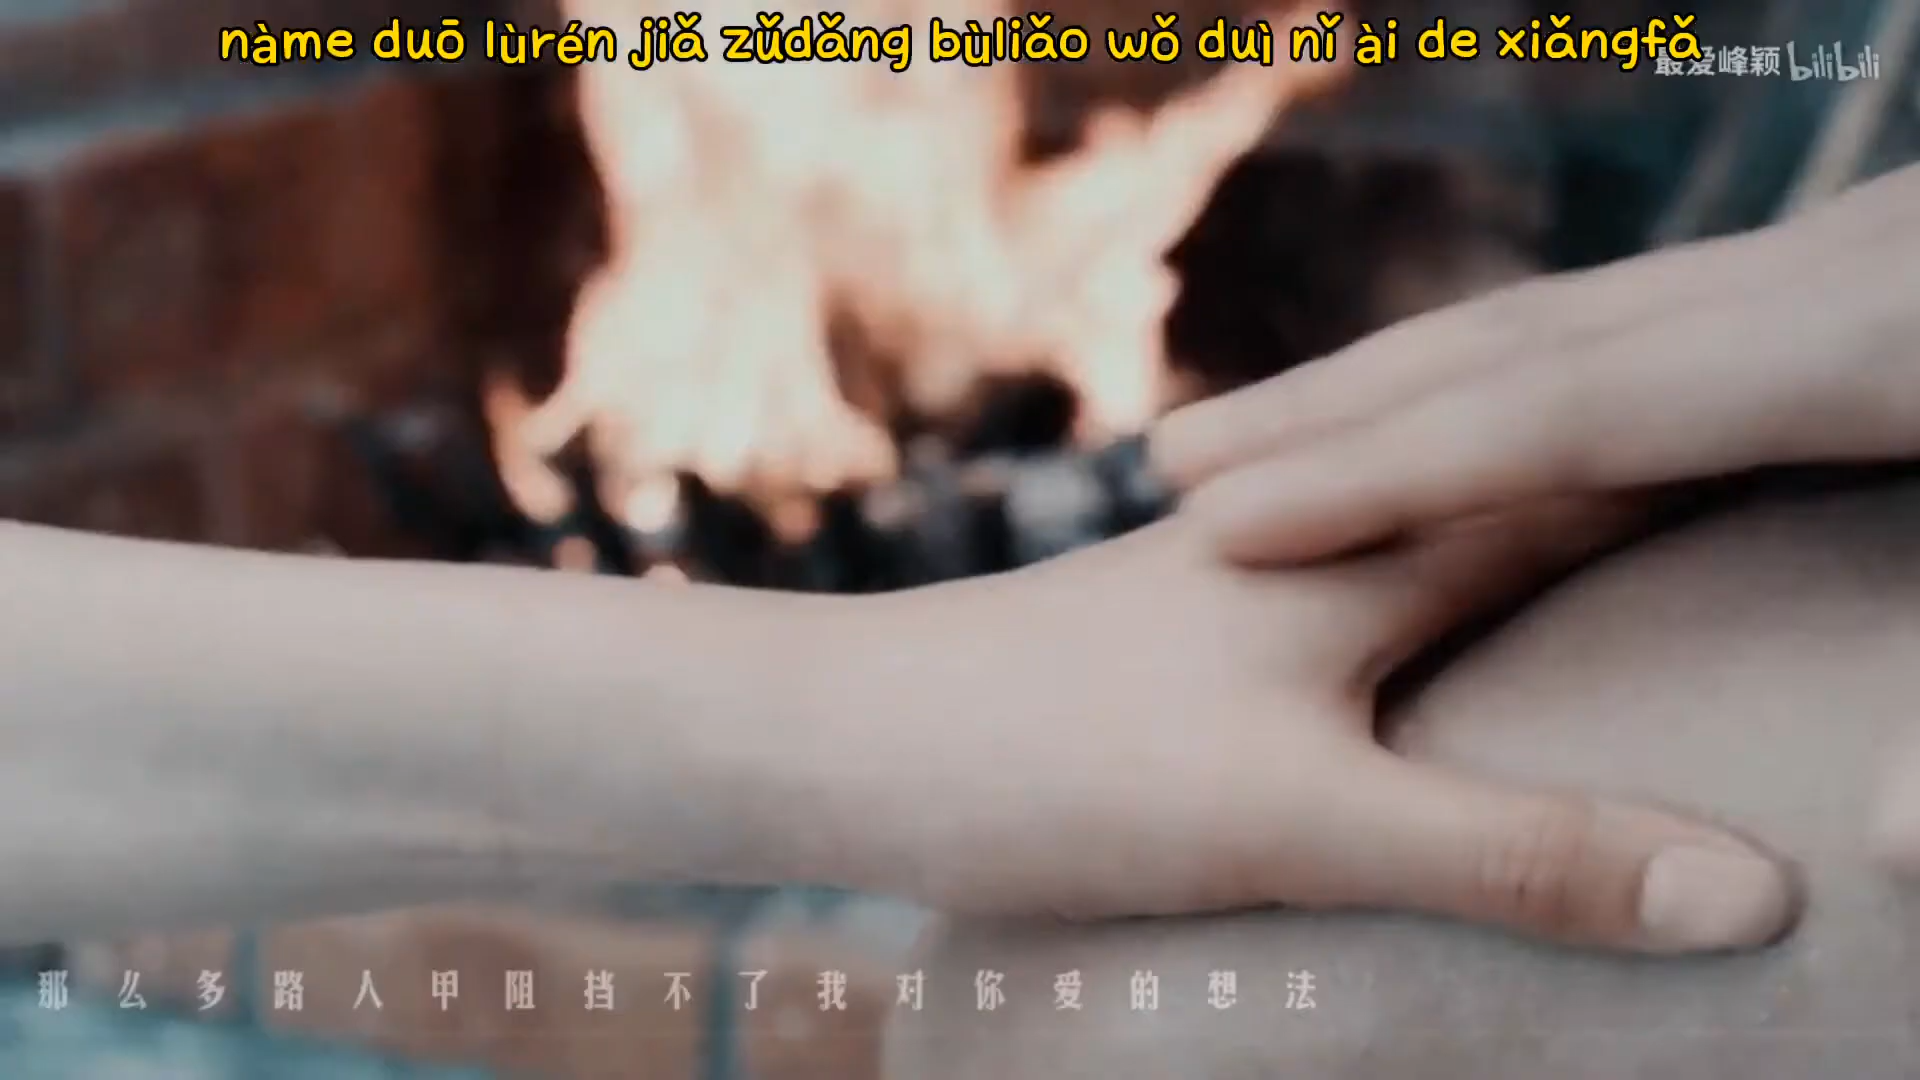 nàme duō lùrén jiǎ zǔdǎng bùliǎo wǒ duì nǐ ài de xiǎngfǎ
最爱峰颖 bilibili
那么多路人甲阻挡不了我对你爱的想法